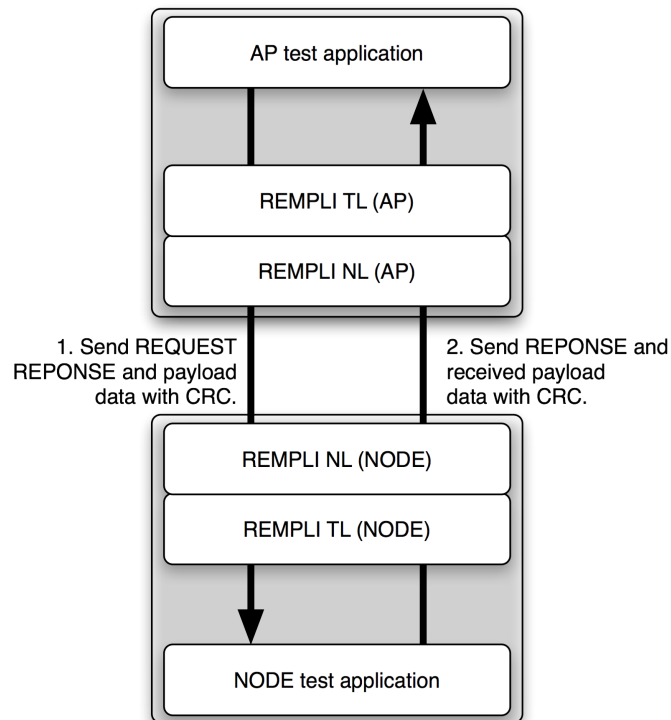 AP test application
REMPLI TL (AP)
REMPLI NL (AP)
1. Send REQUEST
REPONSE and payload
data with CRC.
2. Send REPONSE and
received payload
data with CRC.
REMPLI NL (NODE)
REMPLI TL (NODE)
NODE test application